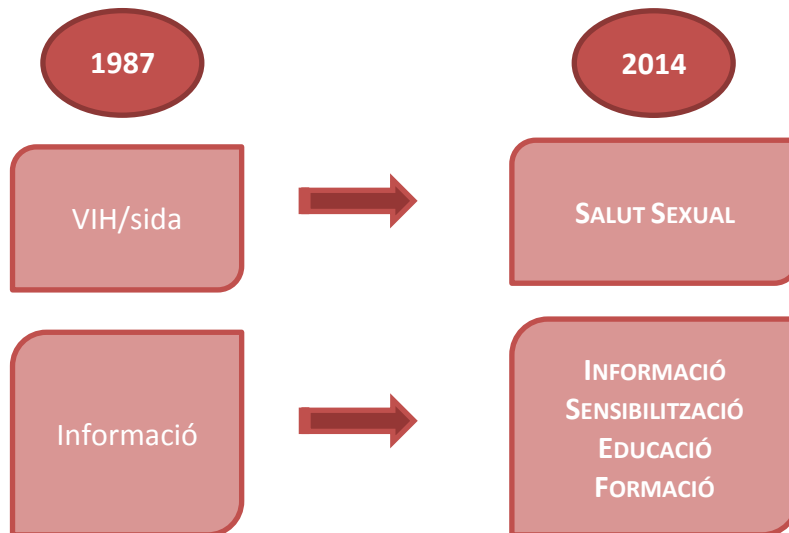 1987
2014
VIH/sida
SALUT SEXUAL
Informació
INFORMACIÓ
SENSIBILITZACIÓ
EDUCACIÓ
FORMACIÓ